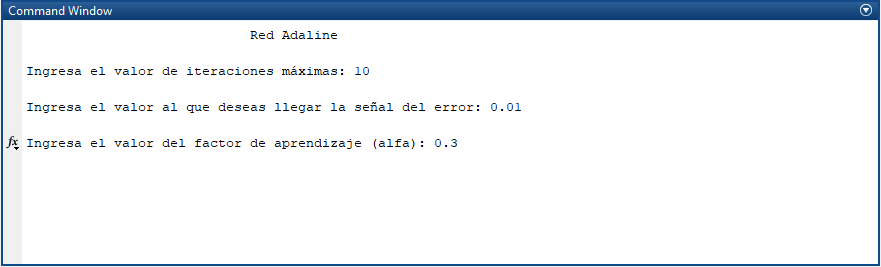 Command Window
Red Adaline
Ingresa el valor de iteraciones máximas: 10
Ingresa el valor al que deseas llegar la señal del error: 0.01
fx Ingresa el valor del factor de aprendizaje (alfa): 0.3